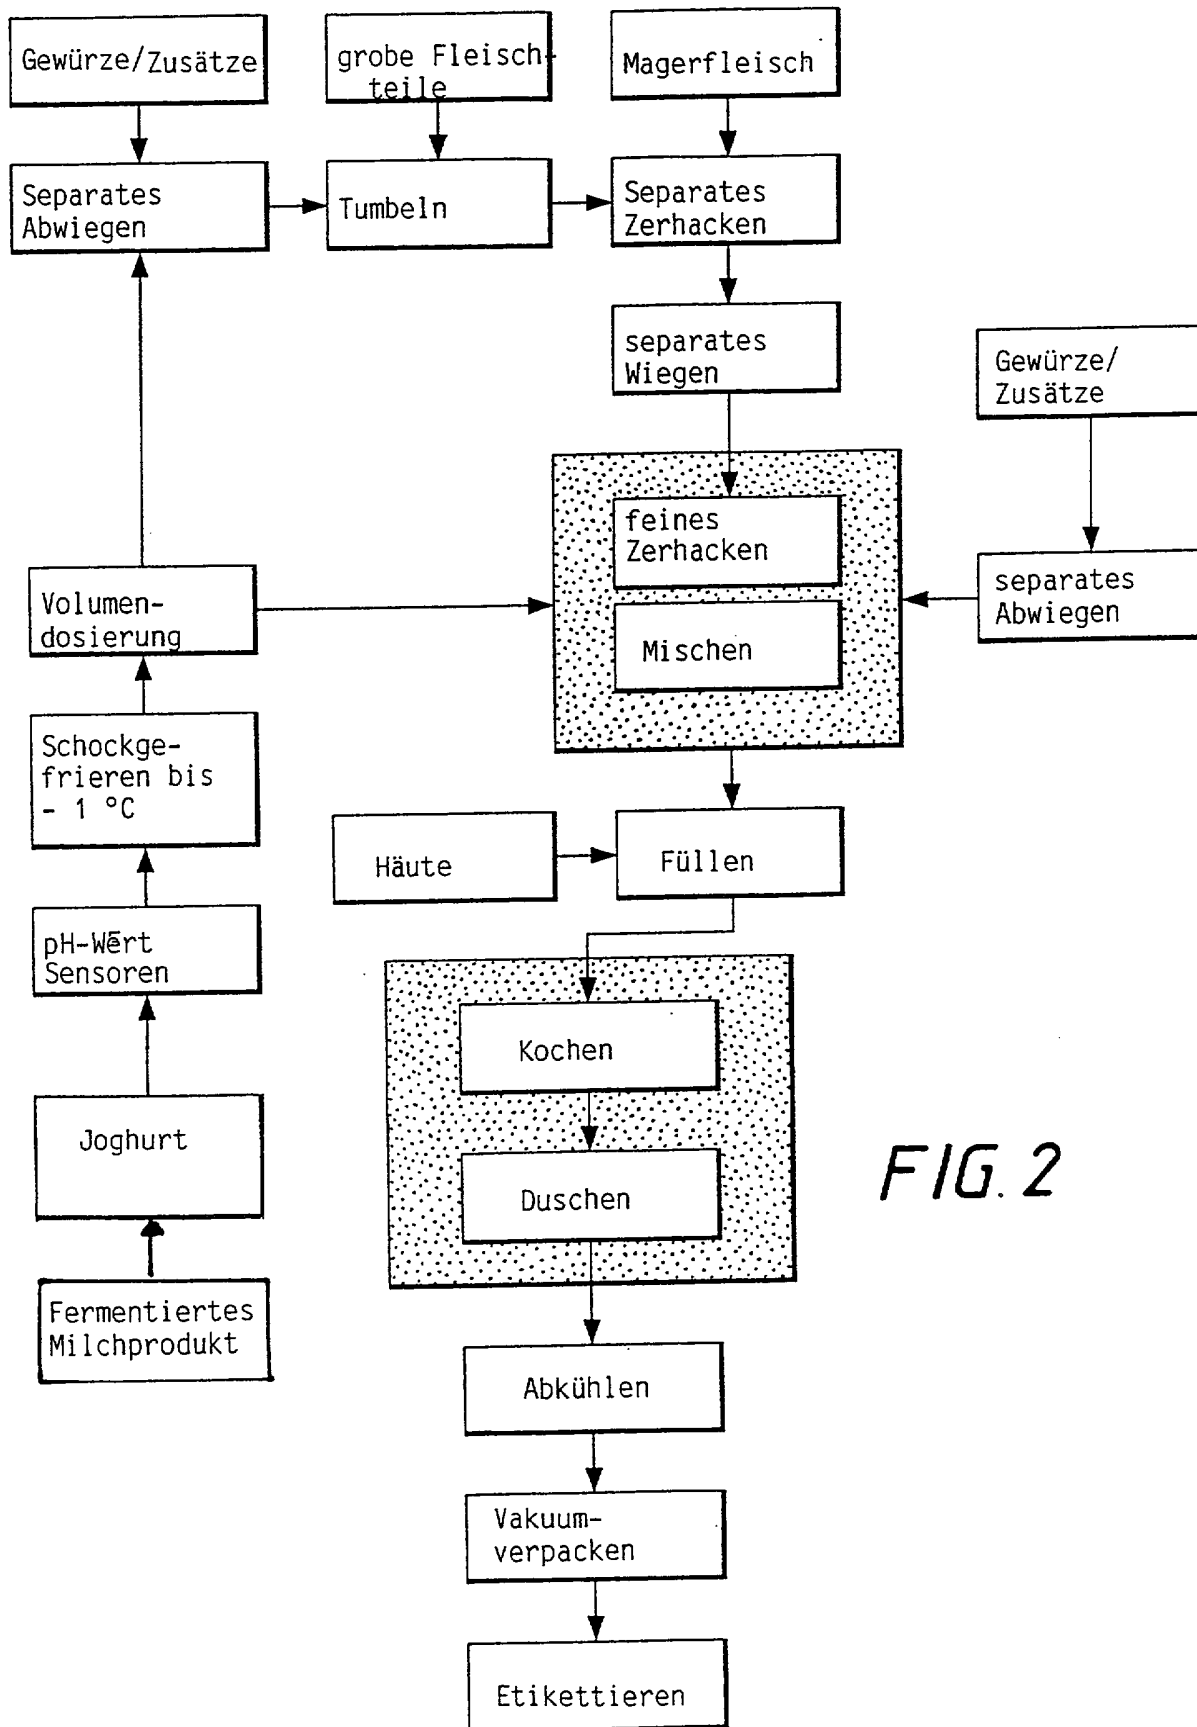 Gewürze/Zusätze
grobe Fleisch-
teile
Magerfleisch
Separates
Abwiegen
Tumbeln
Separates
Zerhacken
separates
Wiegen
Gewürze/
Zusätze
feines
Zerhacken
Mischen
separates
Abwiegen
Volumen-
dosierung
Schockge-
frieren bis
- 1 °C
Häute
Füllen
pH-Wert
Sensoren
Kochen
Joghurt
Duschen
FIG. 2
Fermentiertes
Milchprodukt
Abkühlen
Vakuum-
verpacken
Etikettieren